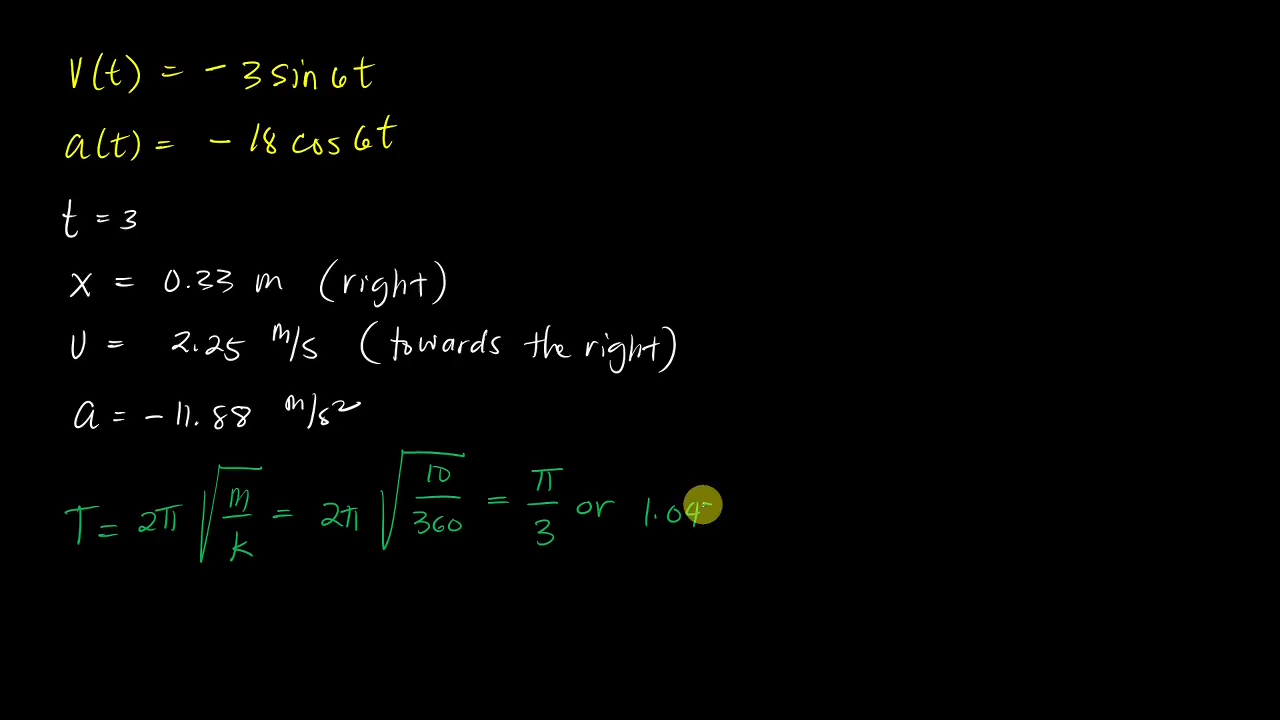 V(t) = - 3 sin 6t
a(t) = - 18 cos 6t
t = 3
x = 0.33 m (right)
v = 2.25 m/s (towards the right)
a = - 11.88 m/s²
T = 2π √(m/k) = 2π √(10/360) = π/3 or 1.04